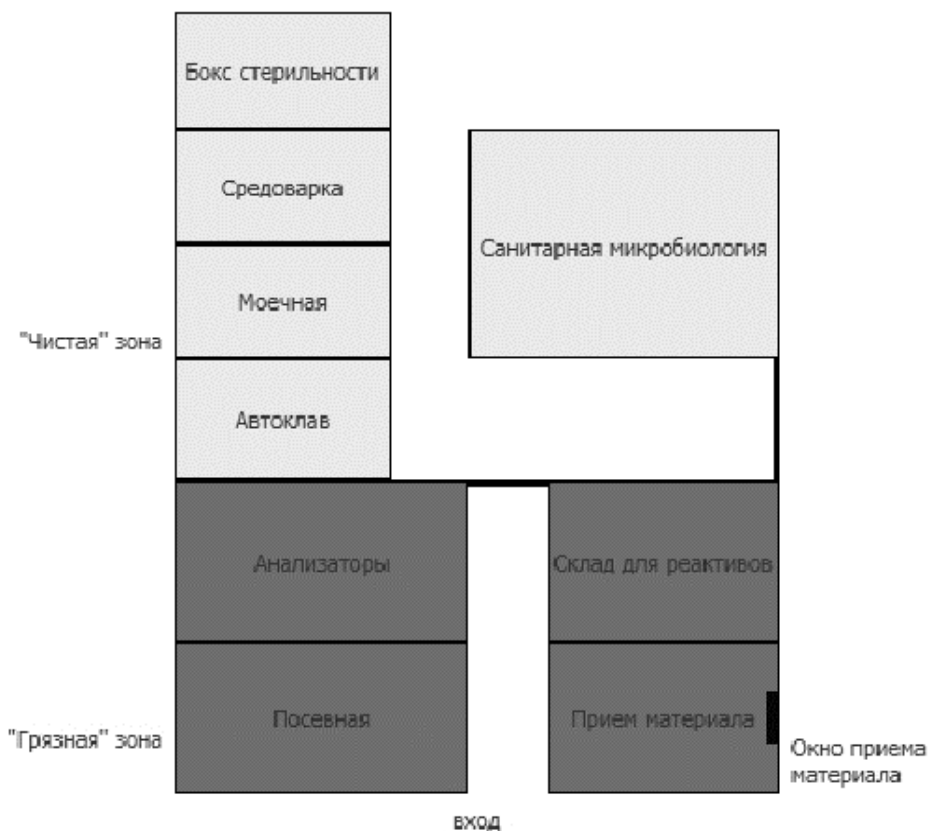 Бокс стерильности
Средоварка
Санитарная микробиология
Моечная
"Чистая" зона
Автоклав
Анализаторы
Склад для реактивов
Посевная
Прием материала
"Грязная" зона
Окно приема
материала
вход